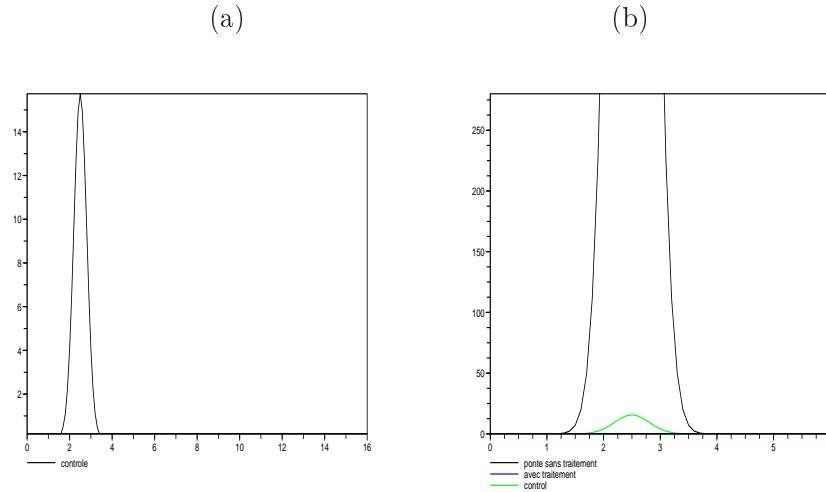 (a)
(b)
14
12
10
8
6
4
2
0 2 4 6 8 10 12 14 16
controle
250
200
150
100
50
0
0 1 2 3 4 5
ponte sans traitement
avec traitement
control